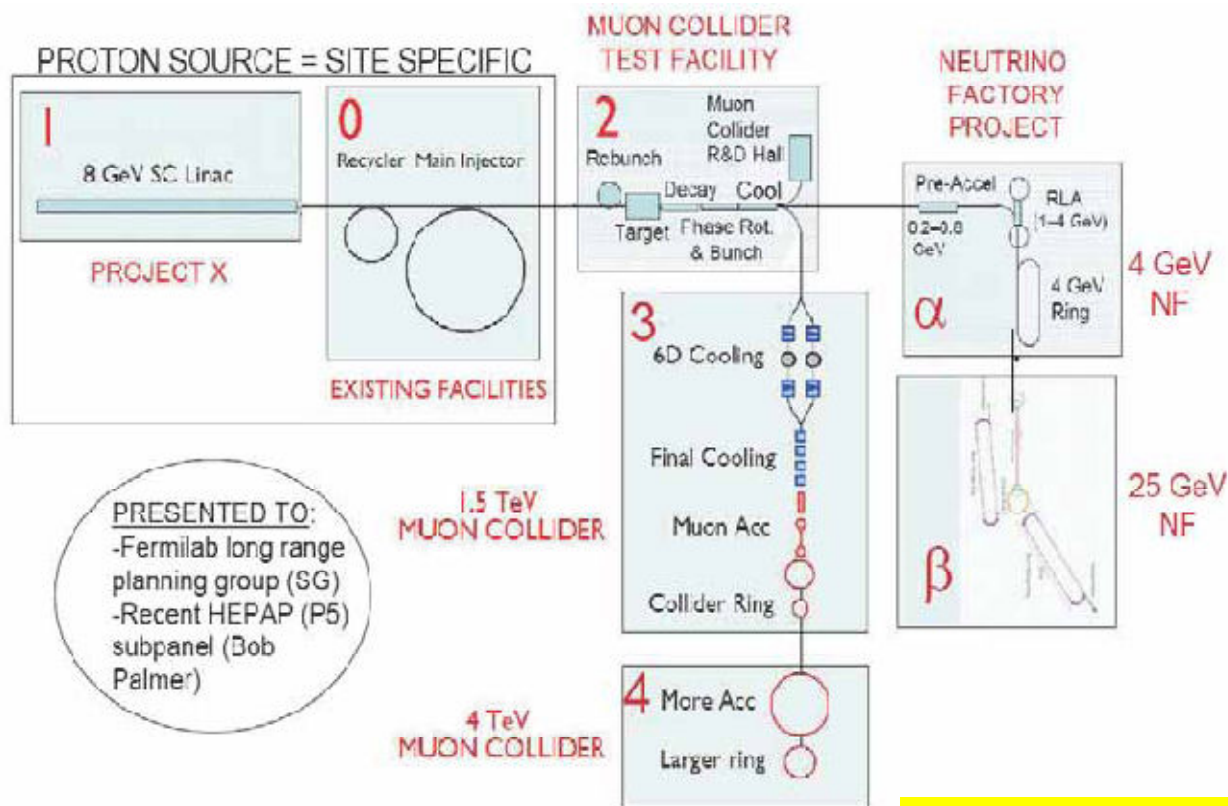 PROTON SOURCE = SITE SPECIFIC
1
8 GeV SC Linac
PROJECT X
0
Recycler Main Injector
EXISTING FACILITIES
MUON COLLIDER
TEST FACILITY
2
Rebunch
Muon
Collider
R&D Hall
Decay
Cool
Target
Phase Rot.
& Bunch
NEUTRINO
FACTORY
PROJECT
Pre-Accel
0.2–0.8
GeV
RLA
(1–4 GeV)
4 GeV
Ring
α
4 GeV
NF
β
25 GeV
NF
3
6D Cooling
Final Cooling
Muon Acc
Collider Ring
1.5 TeV
MUON COLLIDER
4
More Acc
Larger ring
4 TeV
MUON COLLIDER
PRESENTED TO:
-Fermilab long range
planning group (SG)
-Recent HEPAP (P5)
subpanel (Bob
Palmer)